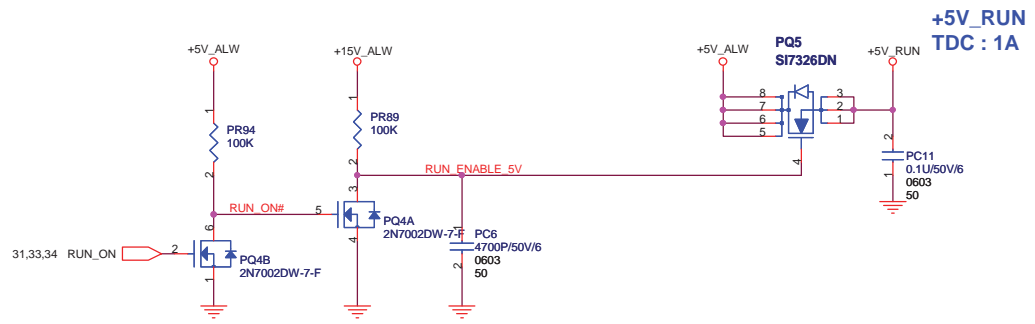 +5V_RUN
TDC : 1A
+5V_ALW
+15V_ALW
+5V_ALW
PQ5
SI7326DN
+5V_RUN
8
7
6
5
3
2
1
4
1
PR94
100K
2
1
PR89
100K
2
RUN_ENABLE_5V
2
PC11
0.1U/50V/6
0603
50
1
RUN_ON#
5
3
PQ4A
2N7002DW-7-F
4
6
31,33,34 RUN_ON
2
PQ4B
2N7002DW-7-F
1
1
PC6
4700P/50V/6
0603
50
2